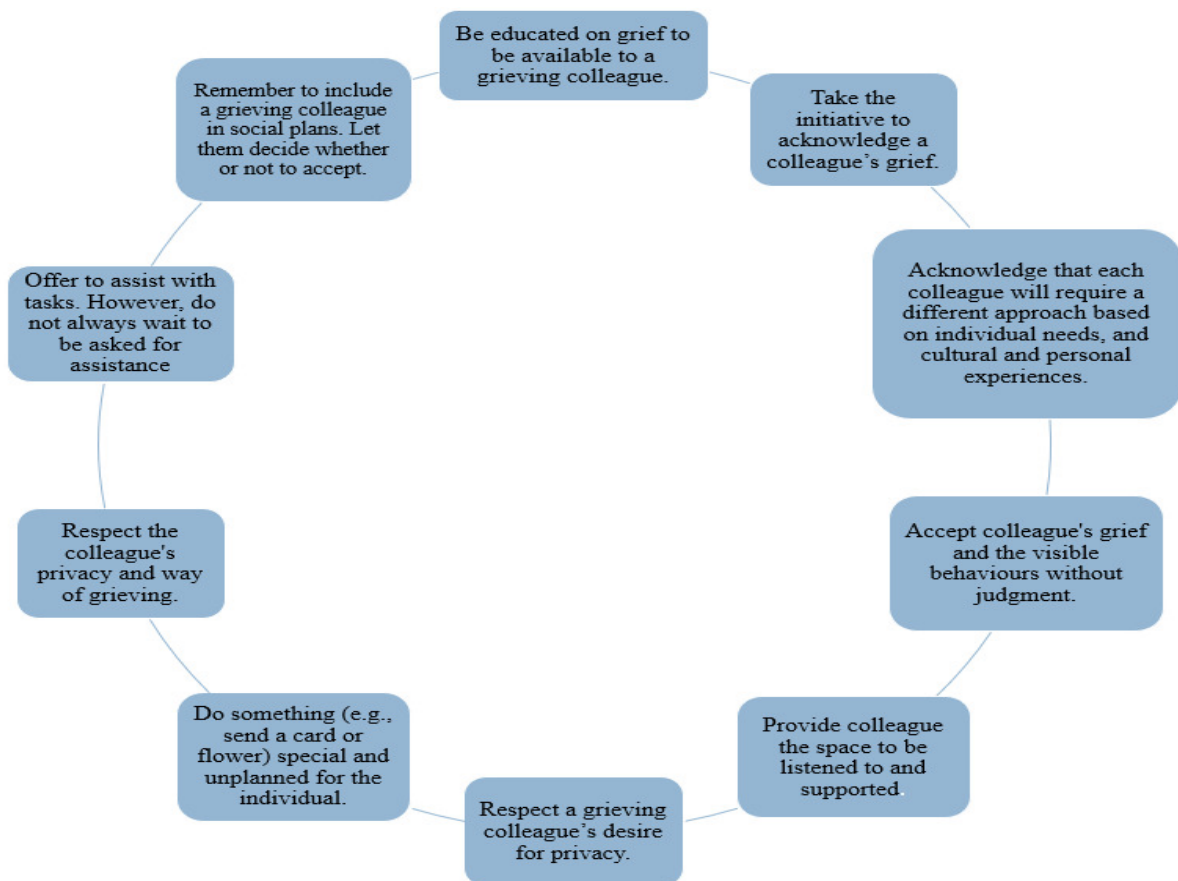 Be educated on grief to
be available to a
grieving colleague.
Take the
initiative to
acknowledge a
colleague’s grief.
Acknowledge that each
colleague will require a
different approach based
on individual needs, and
cultural and personal
experiences.
Accept colleague's grief
and the visible
behaviours without
judgment.
Provide colleague
the space to be
listened to and
supported.
Respect a grieving
colleague’s desire
for privacy.
Do something (e.g.,
send a card or
flower) special and
unplanned for the
individual.
Respect the
colleague's
privacy and way
of grieving.
Offer to assist with
tasks. However, do
not always wait to
be asked for
assistance
Remember to include
a grieving colleague
in social plans. Let
them decide whether
or not to accept.